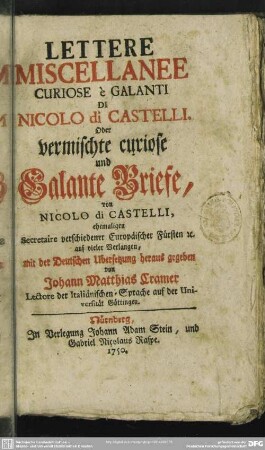 LETTERE
MISCELLANEE
CURIOSE è GALANTI
DI
NICOLO di CASTELLI.
Oder
vermischte curiose
und
Galante Briefe,
von
NICOLO di CASTELLI,
ehemaligen
Secretaire verschiedener Europäischer Fürsten ꝛc.
auf vieler Verlangen,
mit der Deutschen Ubersetzung heraus gegeben
von
Johann Matthias Cramer
Lectore der Italiänischen-Sprache auf der Uni-
versität Göttingen.
Nürnberg,
In Verlegung Johann Adam Stein, und
Gabriel Nicolaus Raspe.
1750.